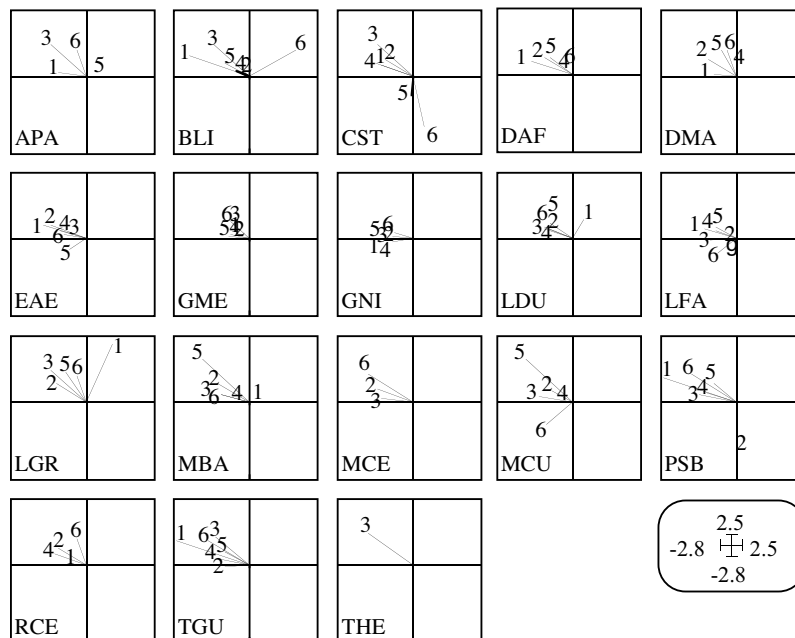 3 6
1 5
APA
3 6
1 5 4 2
BLI
3
4 1 2
5
6
CST
1 2 5 4 6
DAF
2 5 6 4
1
DMA
1 2 4 3
6
5
EAE
6 3
5 4 1 2
GME
5 6
3 2
1 4
GNI
6 5 1
3 4 2
LDU
1 4 5
3 2
6 9
LFA
1
3 5 6
2
LGR
5
2
3 6 4 1
MBA
6
2
3
MCE
5
3 2 4
6
MCU
1 6 5
3 4
2
PSB
6
4 2 1
RCE
1 6 3
4 5
2
TGU
3
THE
2.5
-2.8 2.5
-2.8